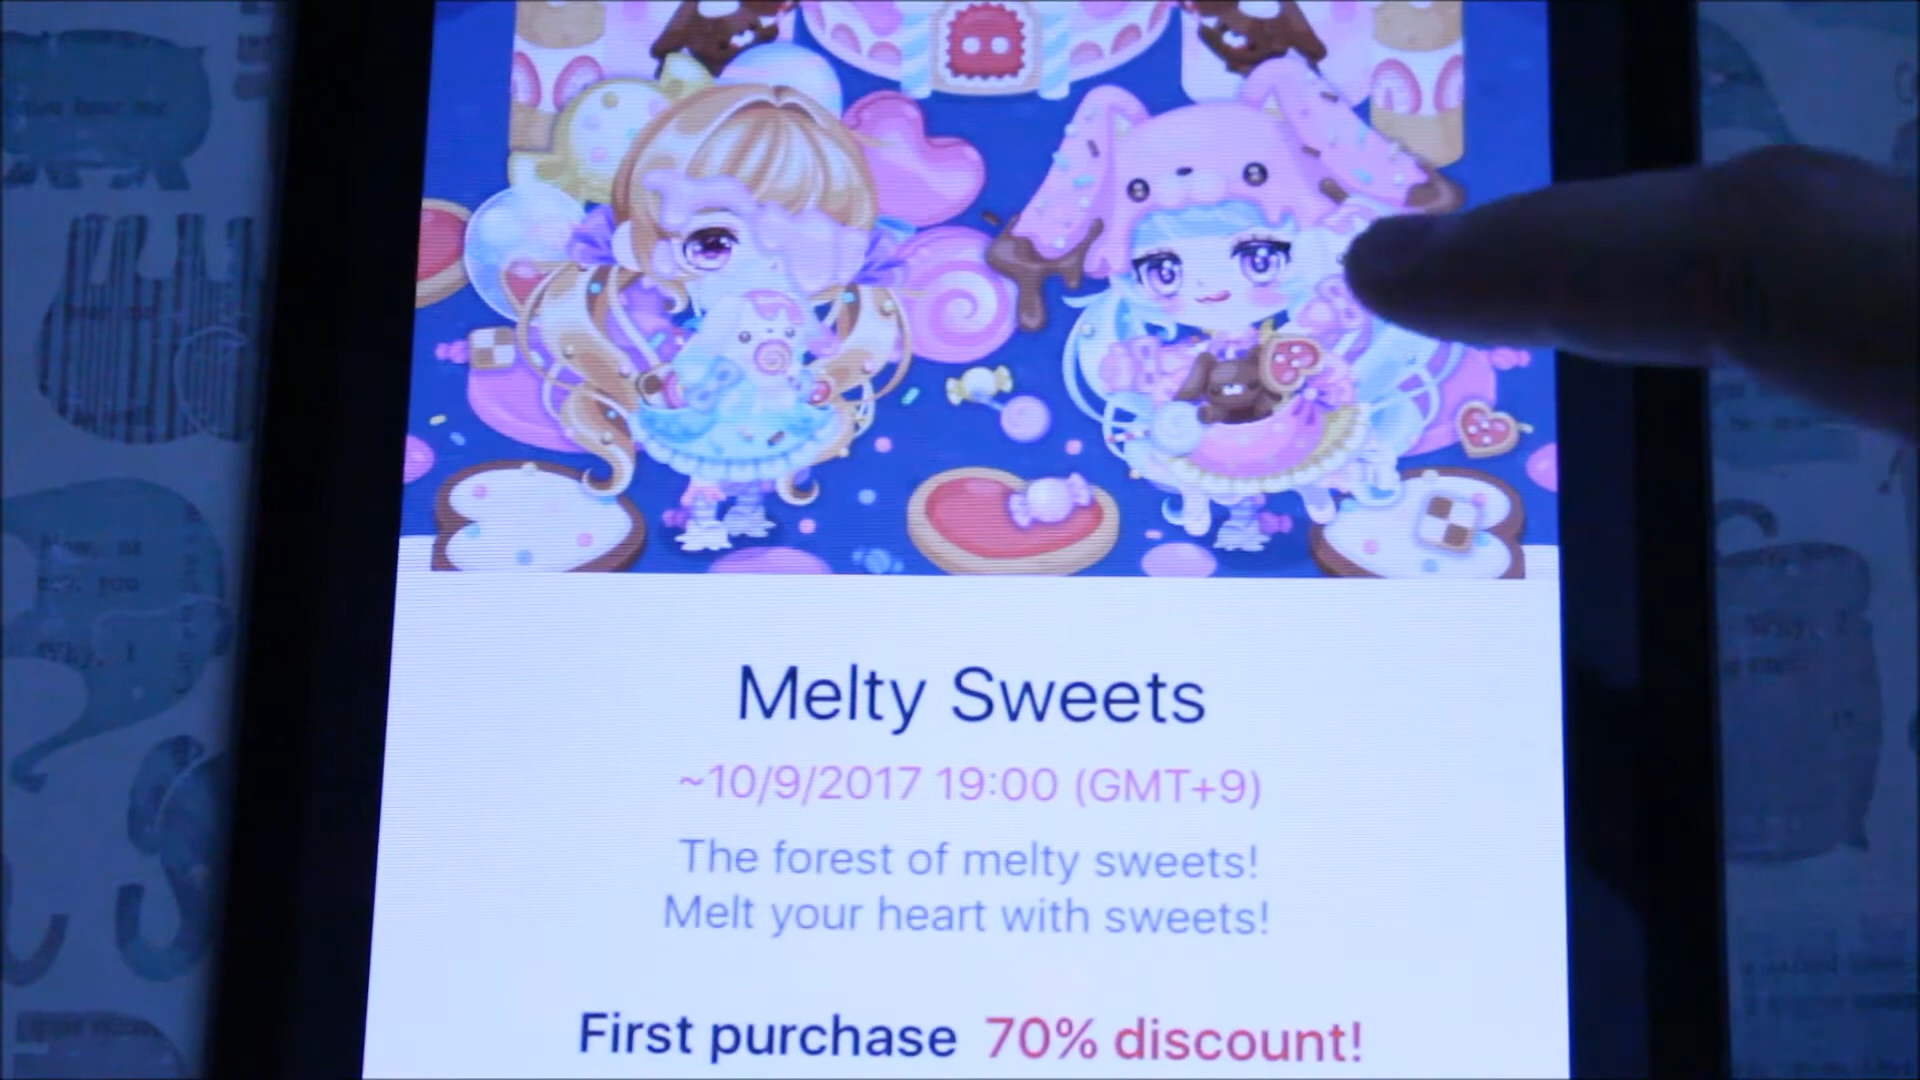 Melty Sweets
~10/9/2017 19:00 (GMT+9)
The forest of melty sweets!
Melt your heart with sweets!
First purchase 70% discount!